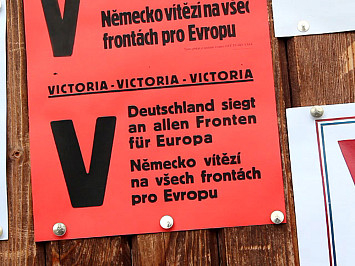 Německo vítězí na všec
V frontách pro Evropu
VICTORIA - VICTORIA - VICTORIA
Deutschland siegt
an allen Fronten
für Europa
V
Německo vítězí
na všech frontách
pro Evropu